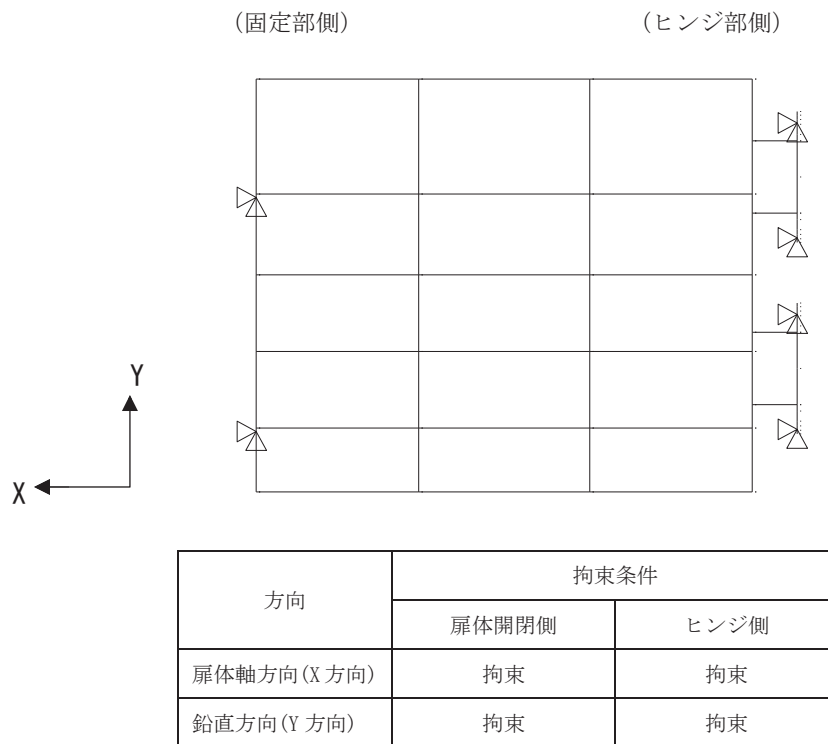 (固定部側)
(ヒンジ部側)
Y
X
方向
拘束条件
扉体開閉側
ヒンジ側
扉体軸方向(X 方向)
拘束
拘束
鉛直方向(Y 方向)
拘束
拘束